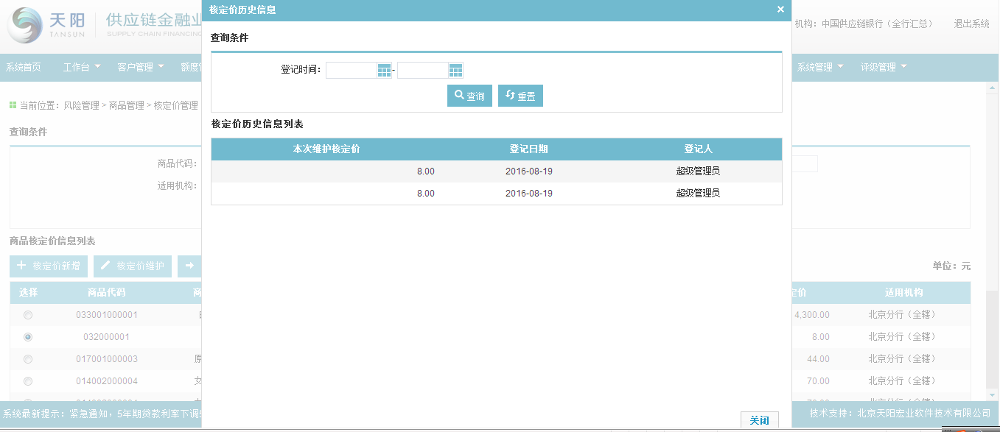 天阳
TANSUN
供应链金融业
SUPPLY CHAIN FINANCING
机构：中国供应链银行（全行汇总）
退出系统
系统首页
工作台
客户管理
额度
系统管理
评级管理
当前位置：风险管理 > 商品管理 > 核定价管理
查询条件
商品代码：
适用机构：
商品核定价信息列表
核定价新增
核定价维护
单位：元
选择 商品代码 商 定价 适用机构
033001000001 4,300.00 北京分行（全辖）
032000001 8.00 北京分行（全辖）
017001000003 原 44.00 北京分行（全辖）
014002000004 女 70.00 北京分行（全辖）
核定价历史信息
×
查询条件
登记时间： -
查询
重置
核定价历史信息列表
本次维护核定价 登记日期 登记人
8.00 2016-08-19 超级管理员
8.00 2016-08-19 超级管理员
关闭
系统最新提示：紧急通知，5年期贷款利率下调
技术支持：北京天阳宏业软件技术有限公司